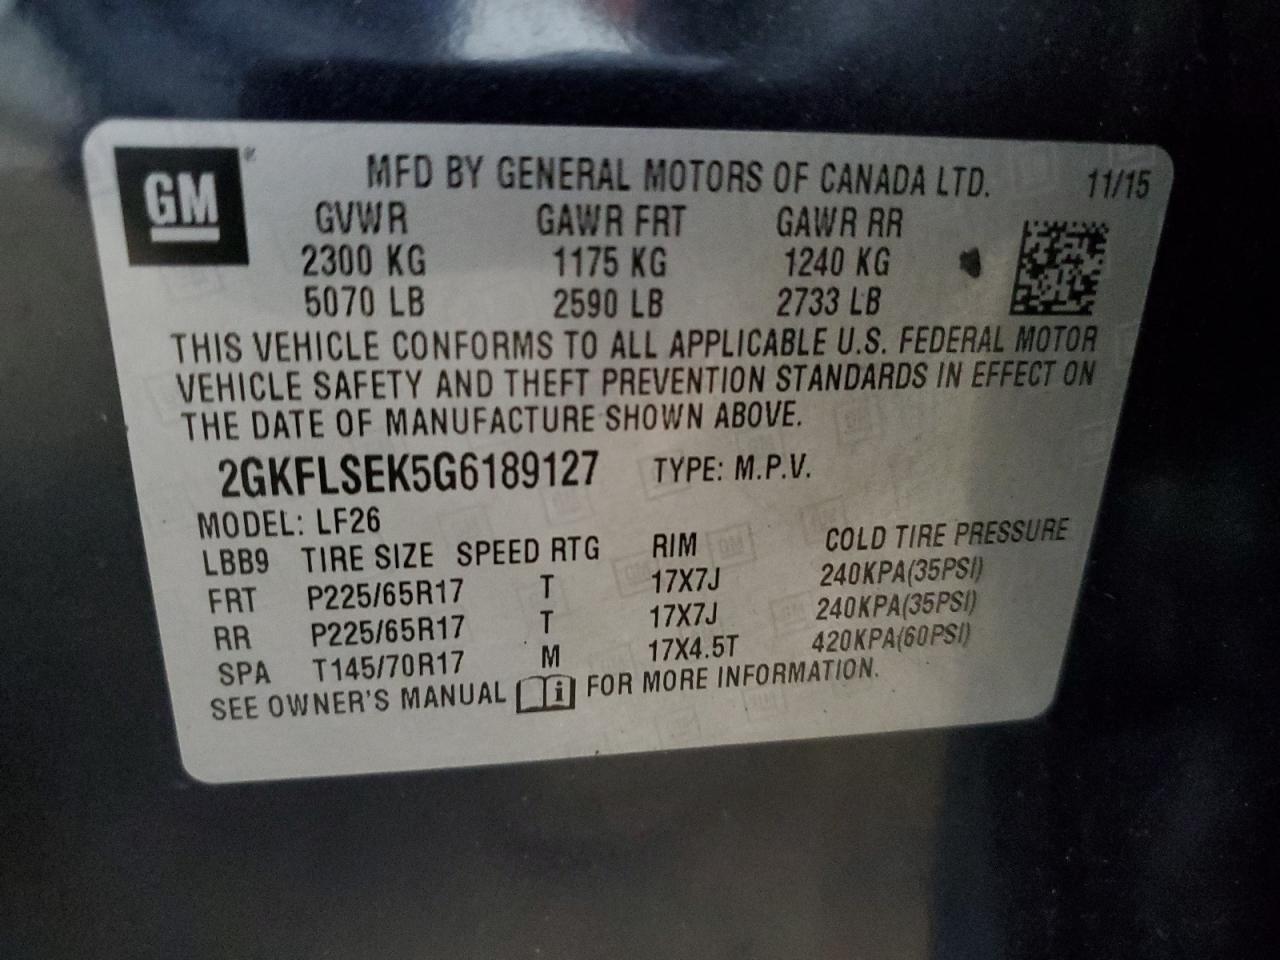 GM
MFD BY GENERAL MOTORS OF CANADA LTD. 11/15
GVWR GAWR FRT GAWR RR
2300 KG 1175 KG 1240 KG
5070 LB 2590 LB 2733 LB
THIS VEHICLE CONFORMS TO ALL APPLICABLE U.S. FEDERAL MOTOR
VEHICLE SAFETY AND THEFT PREVENTION STANDARDS IN EFFECT ON
THE DATE OF MANUFACTURE SHOWN ABOVE.
2GKFLSEK5G6189127 TYPE: M.P.V.
MODEL: LF26
LBB9 TIRE SIZE SPEED RTG RIM COLD TIRE PRESSURE
FRT P225/65R17 T 17X7J 240KPA(35PSI)
RR P225/65R17 T 17X7J 240KPA(35PSI)
SPA T145/70R17 M 17X4.5T 420KPA(60PSI)
SEE OWNER'S MANUAL i FOR MORE INFORMATION.